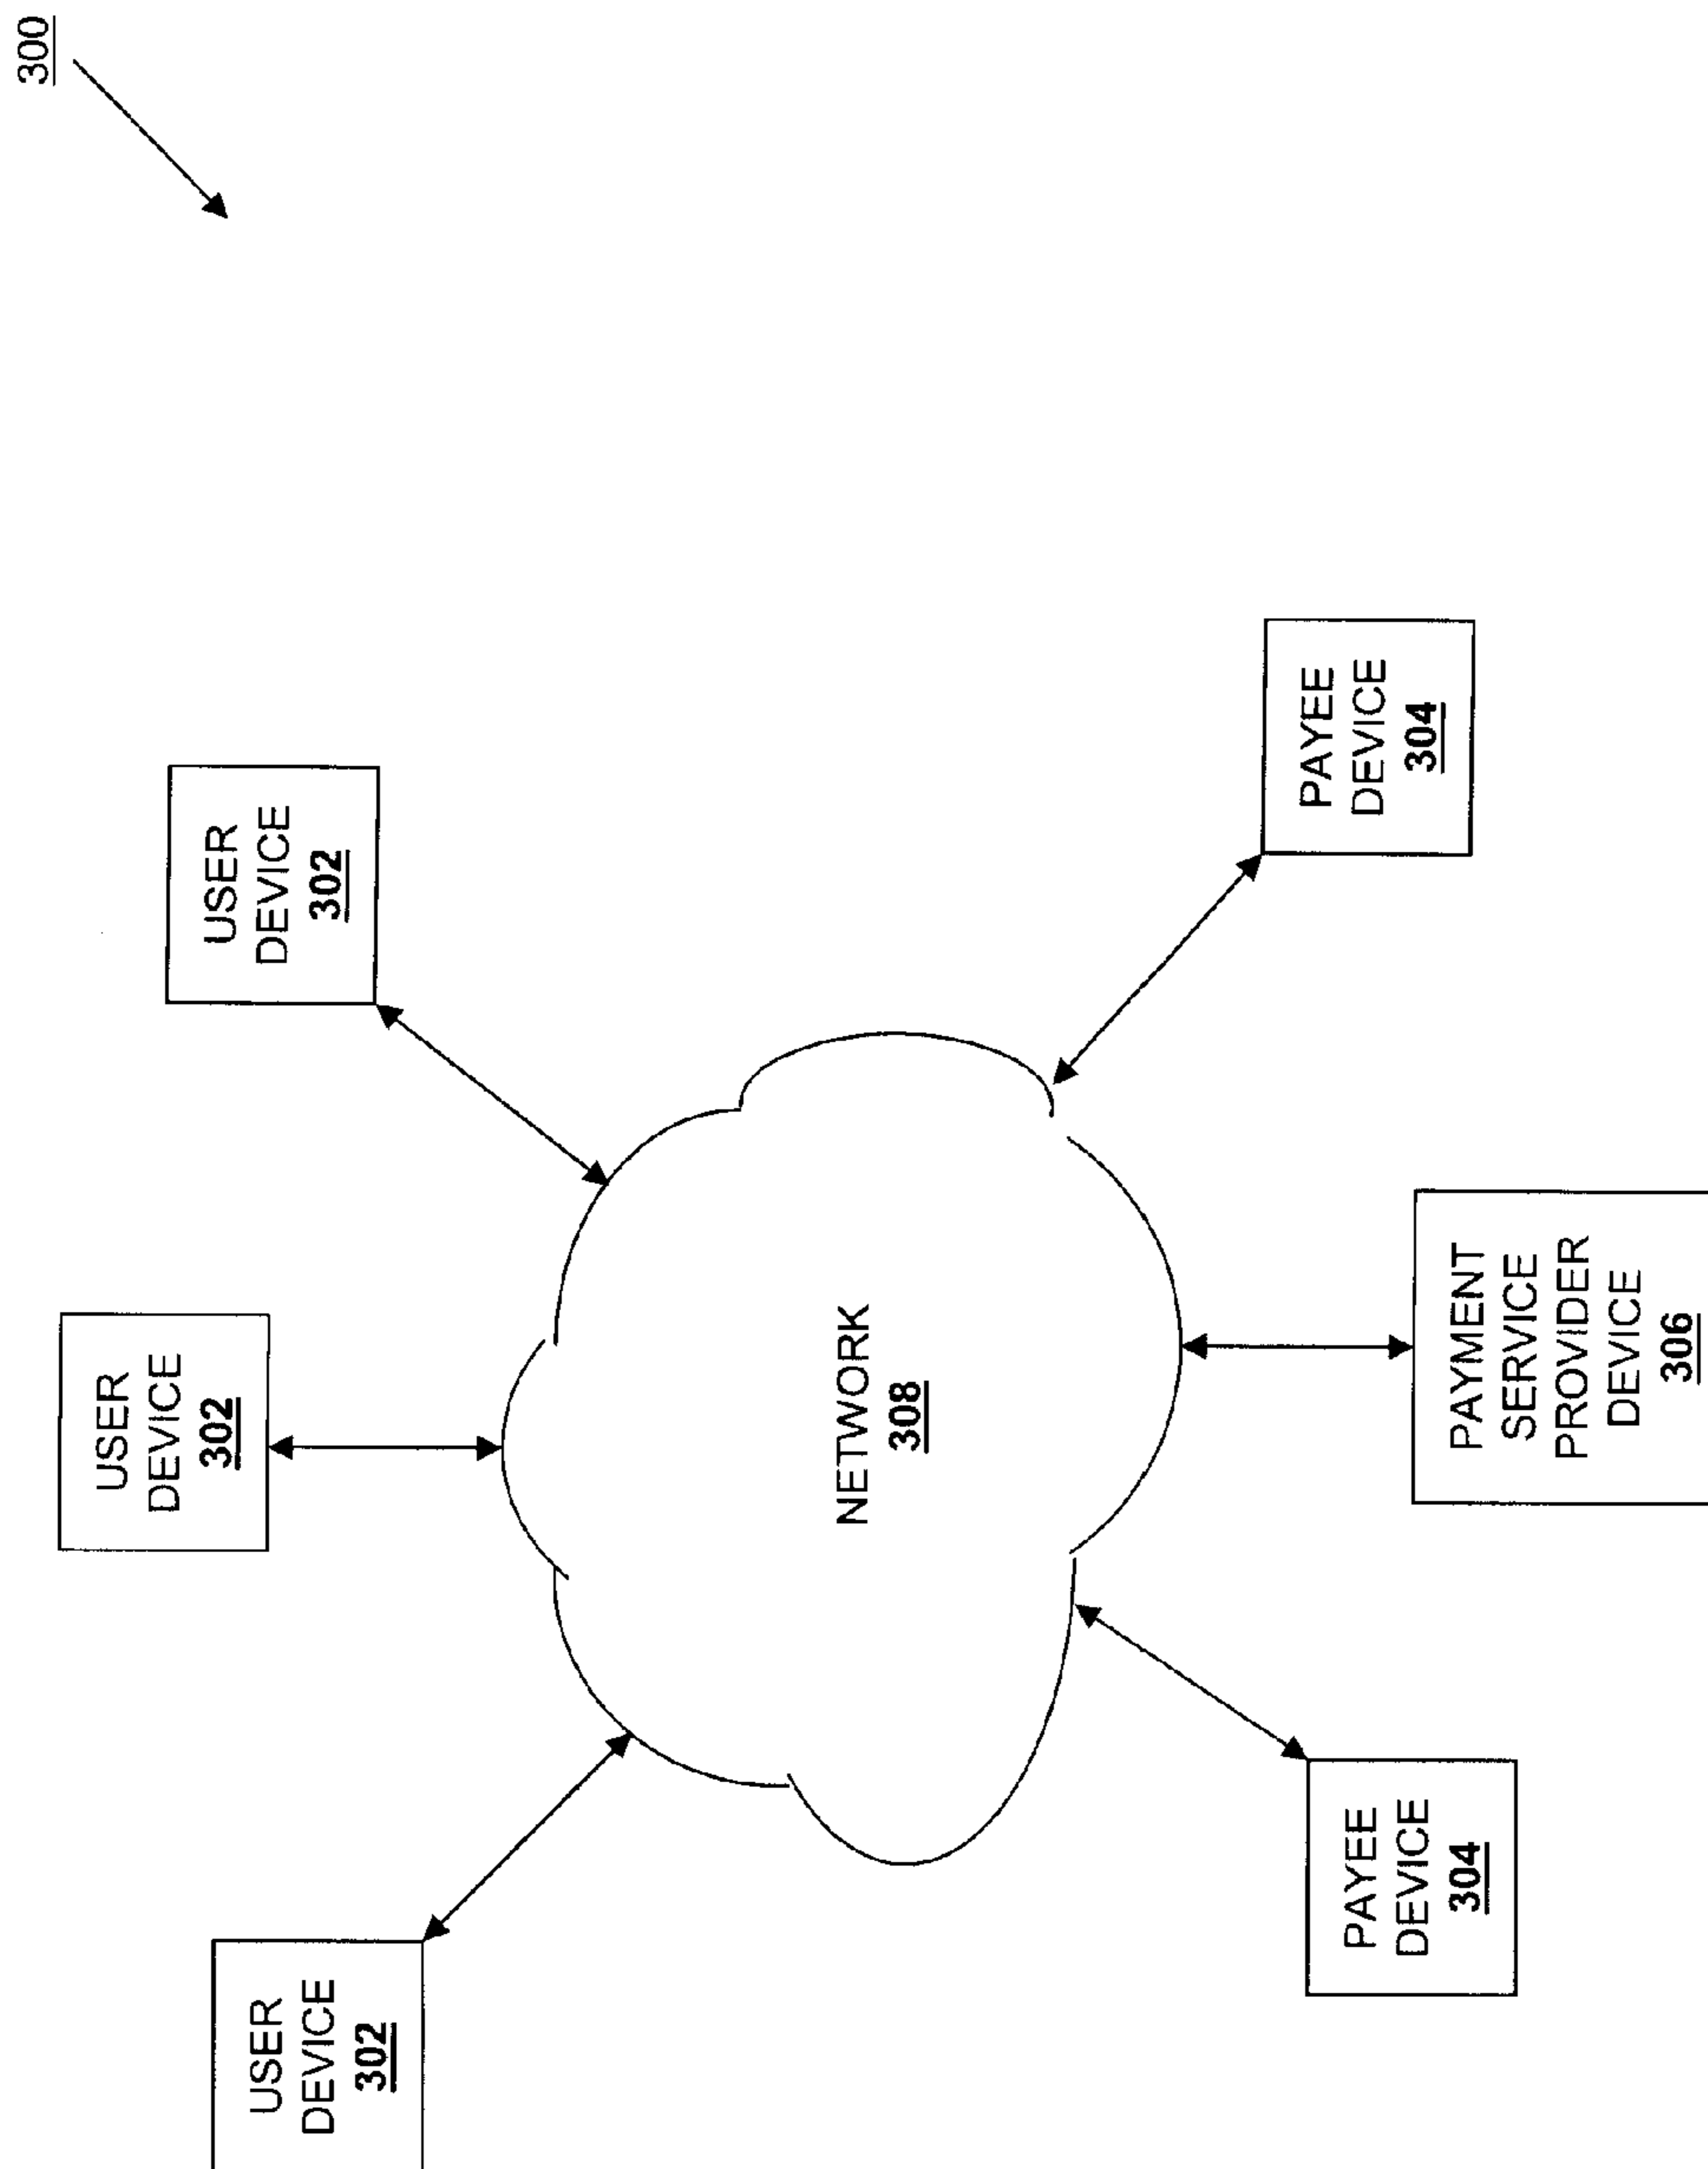 300
USER
DEVICE
302
USER
DEVICE
302
USER
DEVICE
302
NETWORK
308
PAYEE
DEVICE
304
PAYMENT
SERVICE
PROVIDER
DEVICE
306
PAYEE
DEVICE
304